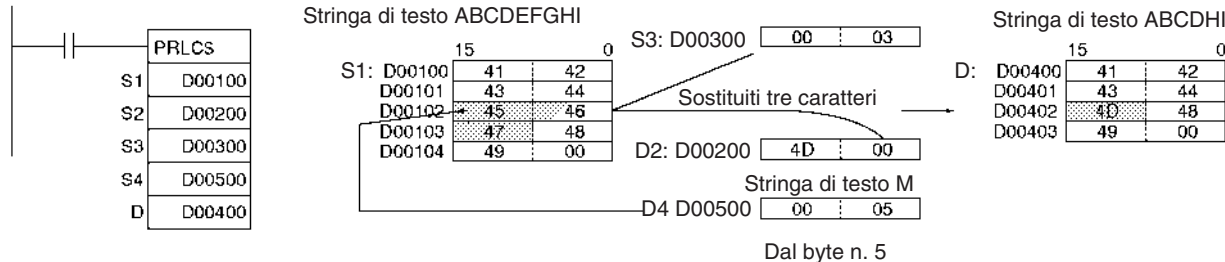 PRLCS
S1 D00100
S2 D00200
S3 D00300
S4 D00500
D D00400
Stringa di testo ABCDEFGHI
15 0
S1: D00100 41 42
D00101 43 44
D00102 45 46
D00103 47 48
D00104 49 00
S3: D00300 00 03
Sostituiti tre caratteri
D2: D00200 4D 00
Stringa di testo M
D4 D00500 00 05
Dal byte n. 5
Stringa di testo ABCDHI
15 0
D: D00400 41 42
D00401 43 44
D00402 4D 48
D00403 49 00